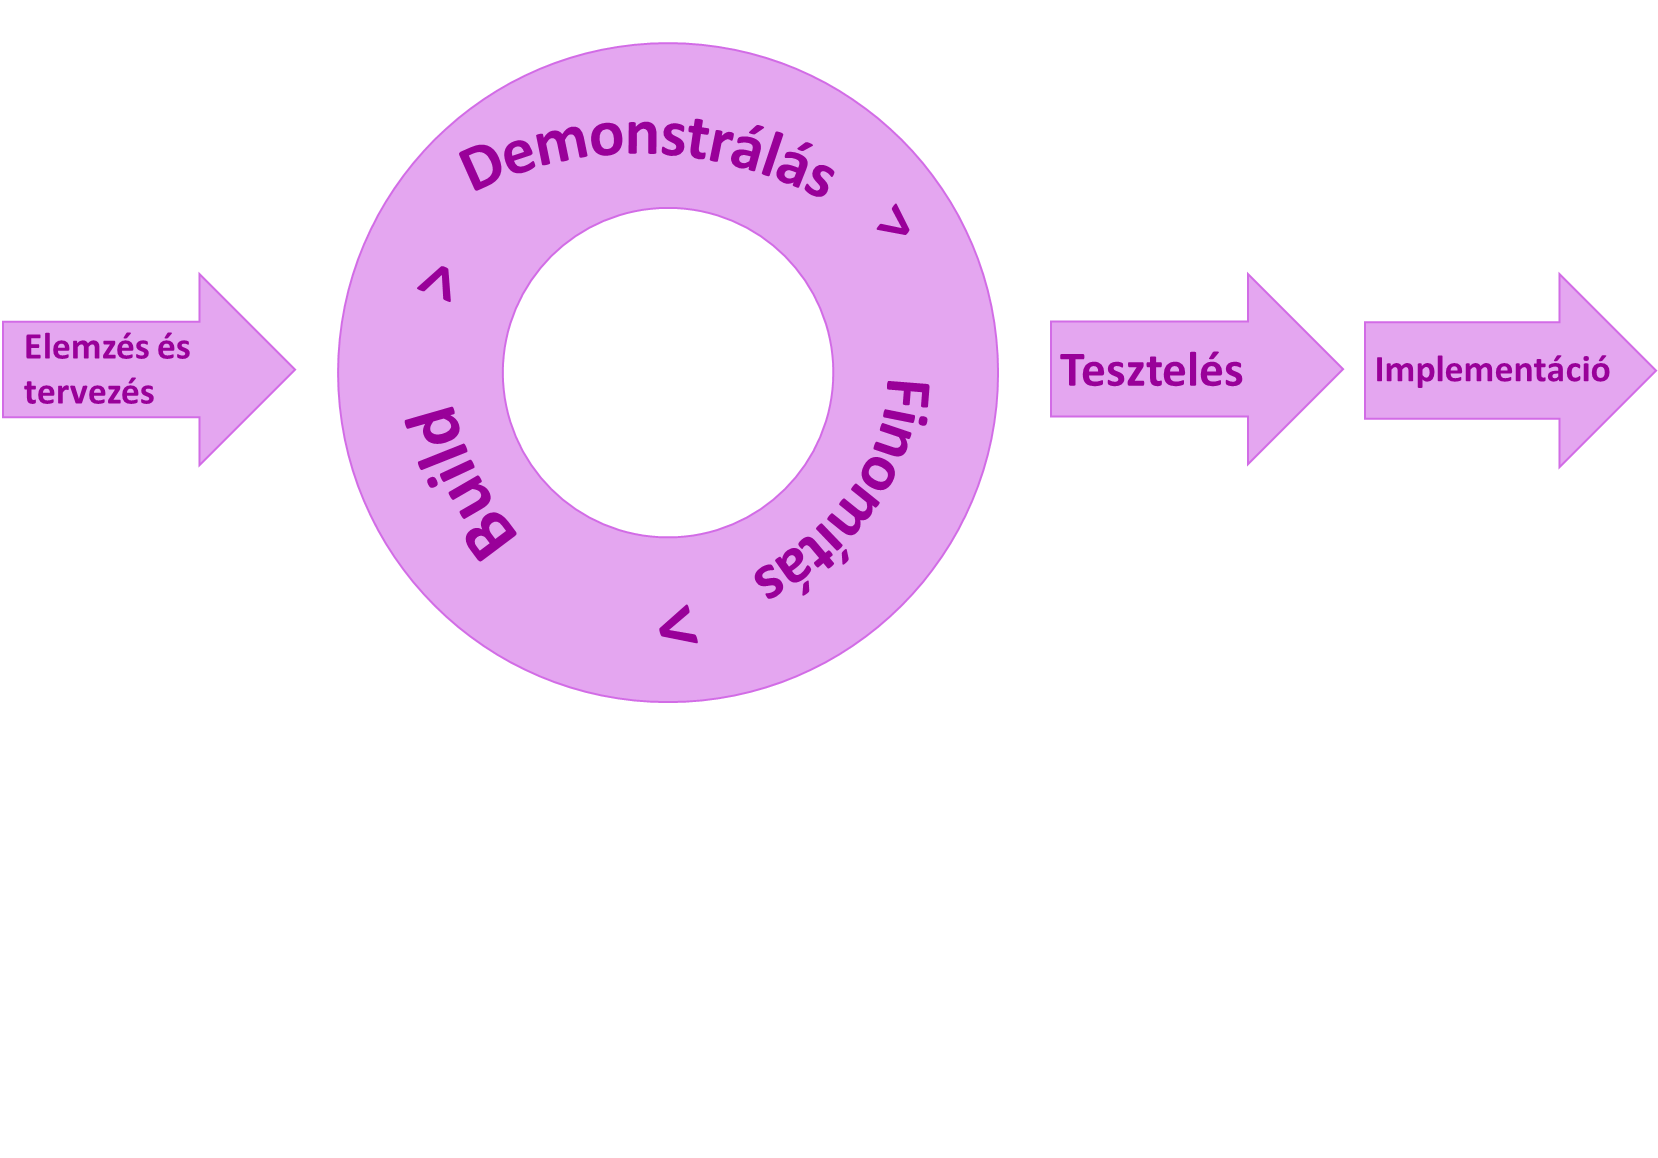 Elemzés és
tervezés
Build
>
Demonstrálás
>
Finomítás
>
Tesztelés
Implementáció